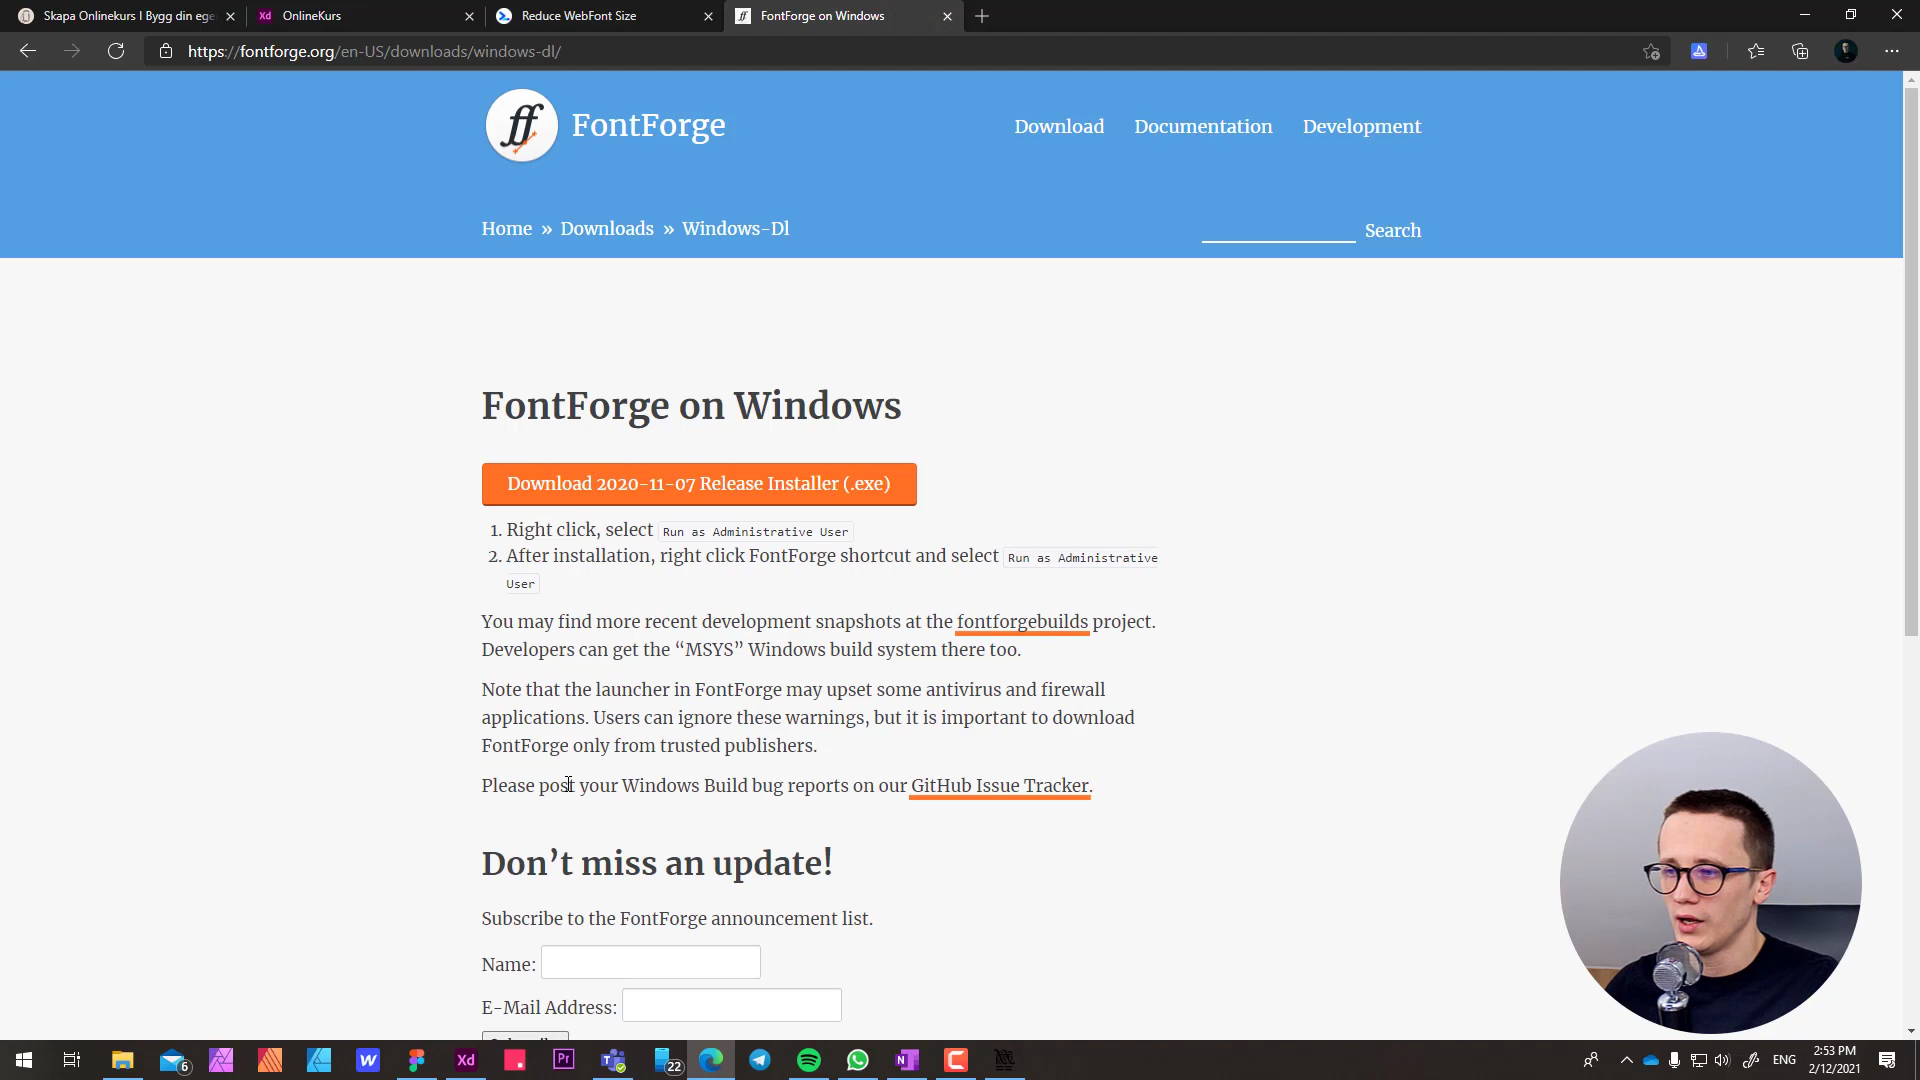 Skapa Onlinekurs I Bygg din ege
Xd OnlineKurs
Reduce WebFont Size
ff FontForge on Windows
https://fontforge.org/en-US/downloads/windows-dl/
ff FontForge
Download Documentation Development
Home » Downloads » Windows-Dl
Search
FontForge on Windows
Download 2020-11-07 Release Installer (.exe)
1. Right click, select Run as Administrative User
2. After installation, right click FontForge shortcut and select Run as Administrative
User
You may find more recent development snapshots at the fontforgebuilds project.
Developers can get the “MSYS” Windows build system there too.
Note that the launcher in FontForge may upset some antivirus and firewall
applications. Users can ignore these warnings, but it is important to download
FontForge only from trusted publishers.
Please post your Windows Build bug reports on our GitHub Issue Tracker.
Don’t miss an update!
Subscribe to the FontForge announcement list.
Name:
E-Mail Address:
6 W Xd Pr T 22 N C ENG
2:53 PM
2/12/2021